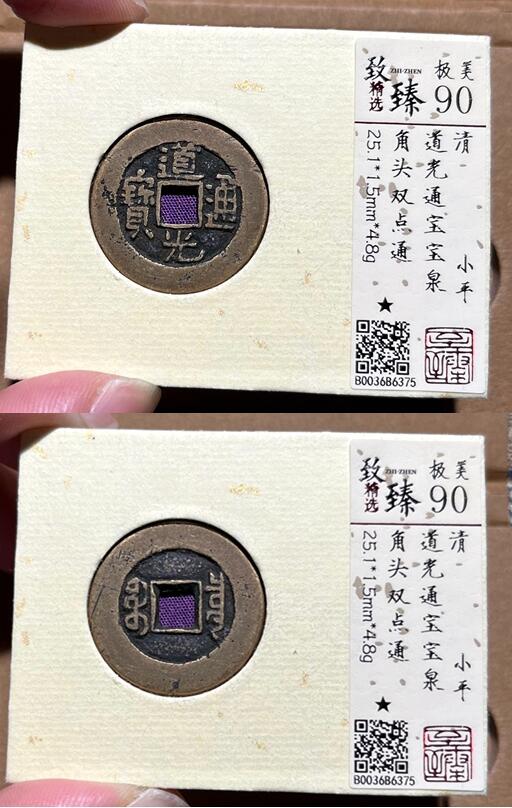 道光通寶
致臻
ZHI·ZHEN
精选
极美
90
清
小平
道光通宝宝泉
角头双点通
25.1*1.5mm*4.8g
★
B0036B6375
ᠪᠣᠣ ᠴᡳᠣᠸᠠᠨ
致臻
ZHI·ZHEN
精选
极美
90
清
小平
道光通宝宝泉
角头双点通
25.1*1.5mm*4.8g
★
B0036B6375